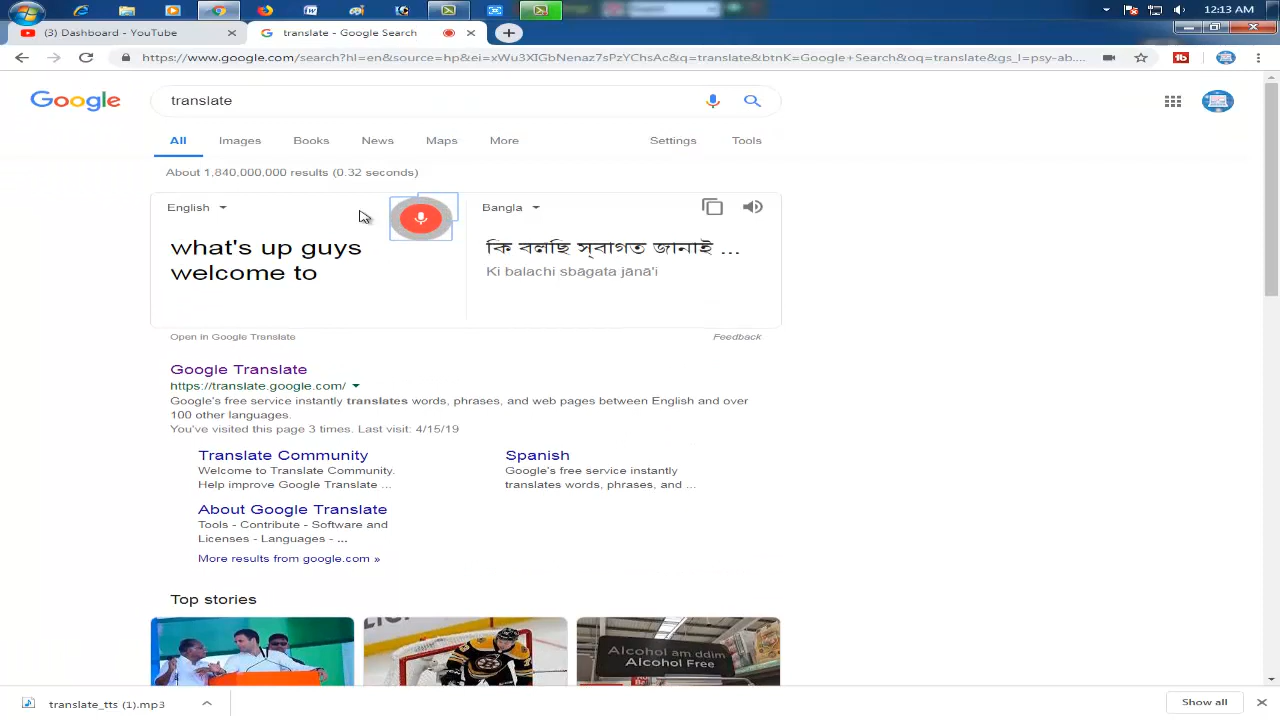 12:13 AM
(3) Dashboard - YouTube
translate - Google Search
https://www.google.com/search?hl=en&source=hp&ei=xWu3XIGbNenaz7sPzYChsAc&q=translate&btnK=Google+Search&oq=translate&gs_l=psy-ab....
Google
translate
All Images Books News Maps More Settings Tools
About 1,840,000,000 results (0.32 seconds)
English Bangla
what's up guys
welcome to
কি বলছি স্বাগত জানাই ...
Ki balachi sbāgata jānā'i
Open in Google Translate Feedback
Google Translate
https://translate.google.com/
Google's free service instantly translates words, phrases, and web pages between English and over
100 other languages.
You've visited this page 3 times. Last visit: 4/15/19
Translate Community
Welcome to Translate Community.
Help improve Google Translate ...
Spanish
Google's free service instantly
translates words, phrases, and ...
About Google Translate
Tools - Contribute - Software and
Licenses - Languages - ...
More results from google.com »
Top stories
Alcohol am ddim
Alcohol Free
translate_tts (1).mp3
Show all